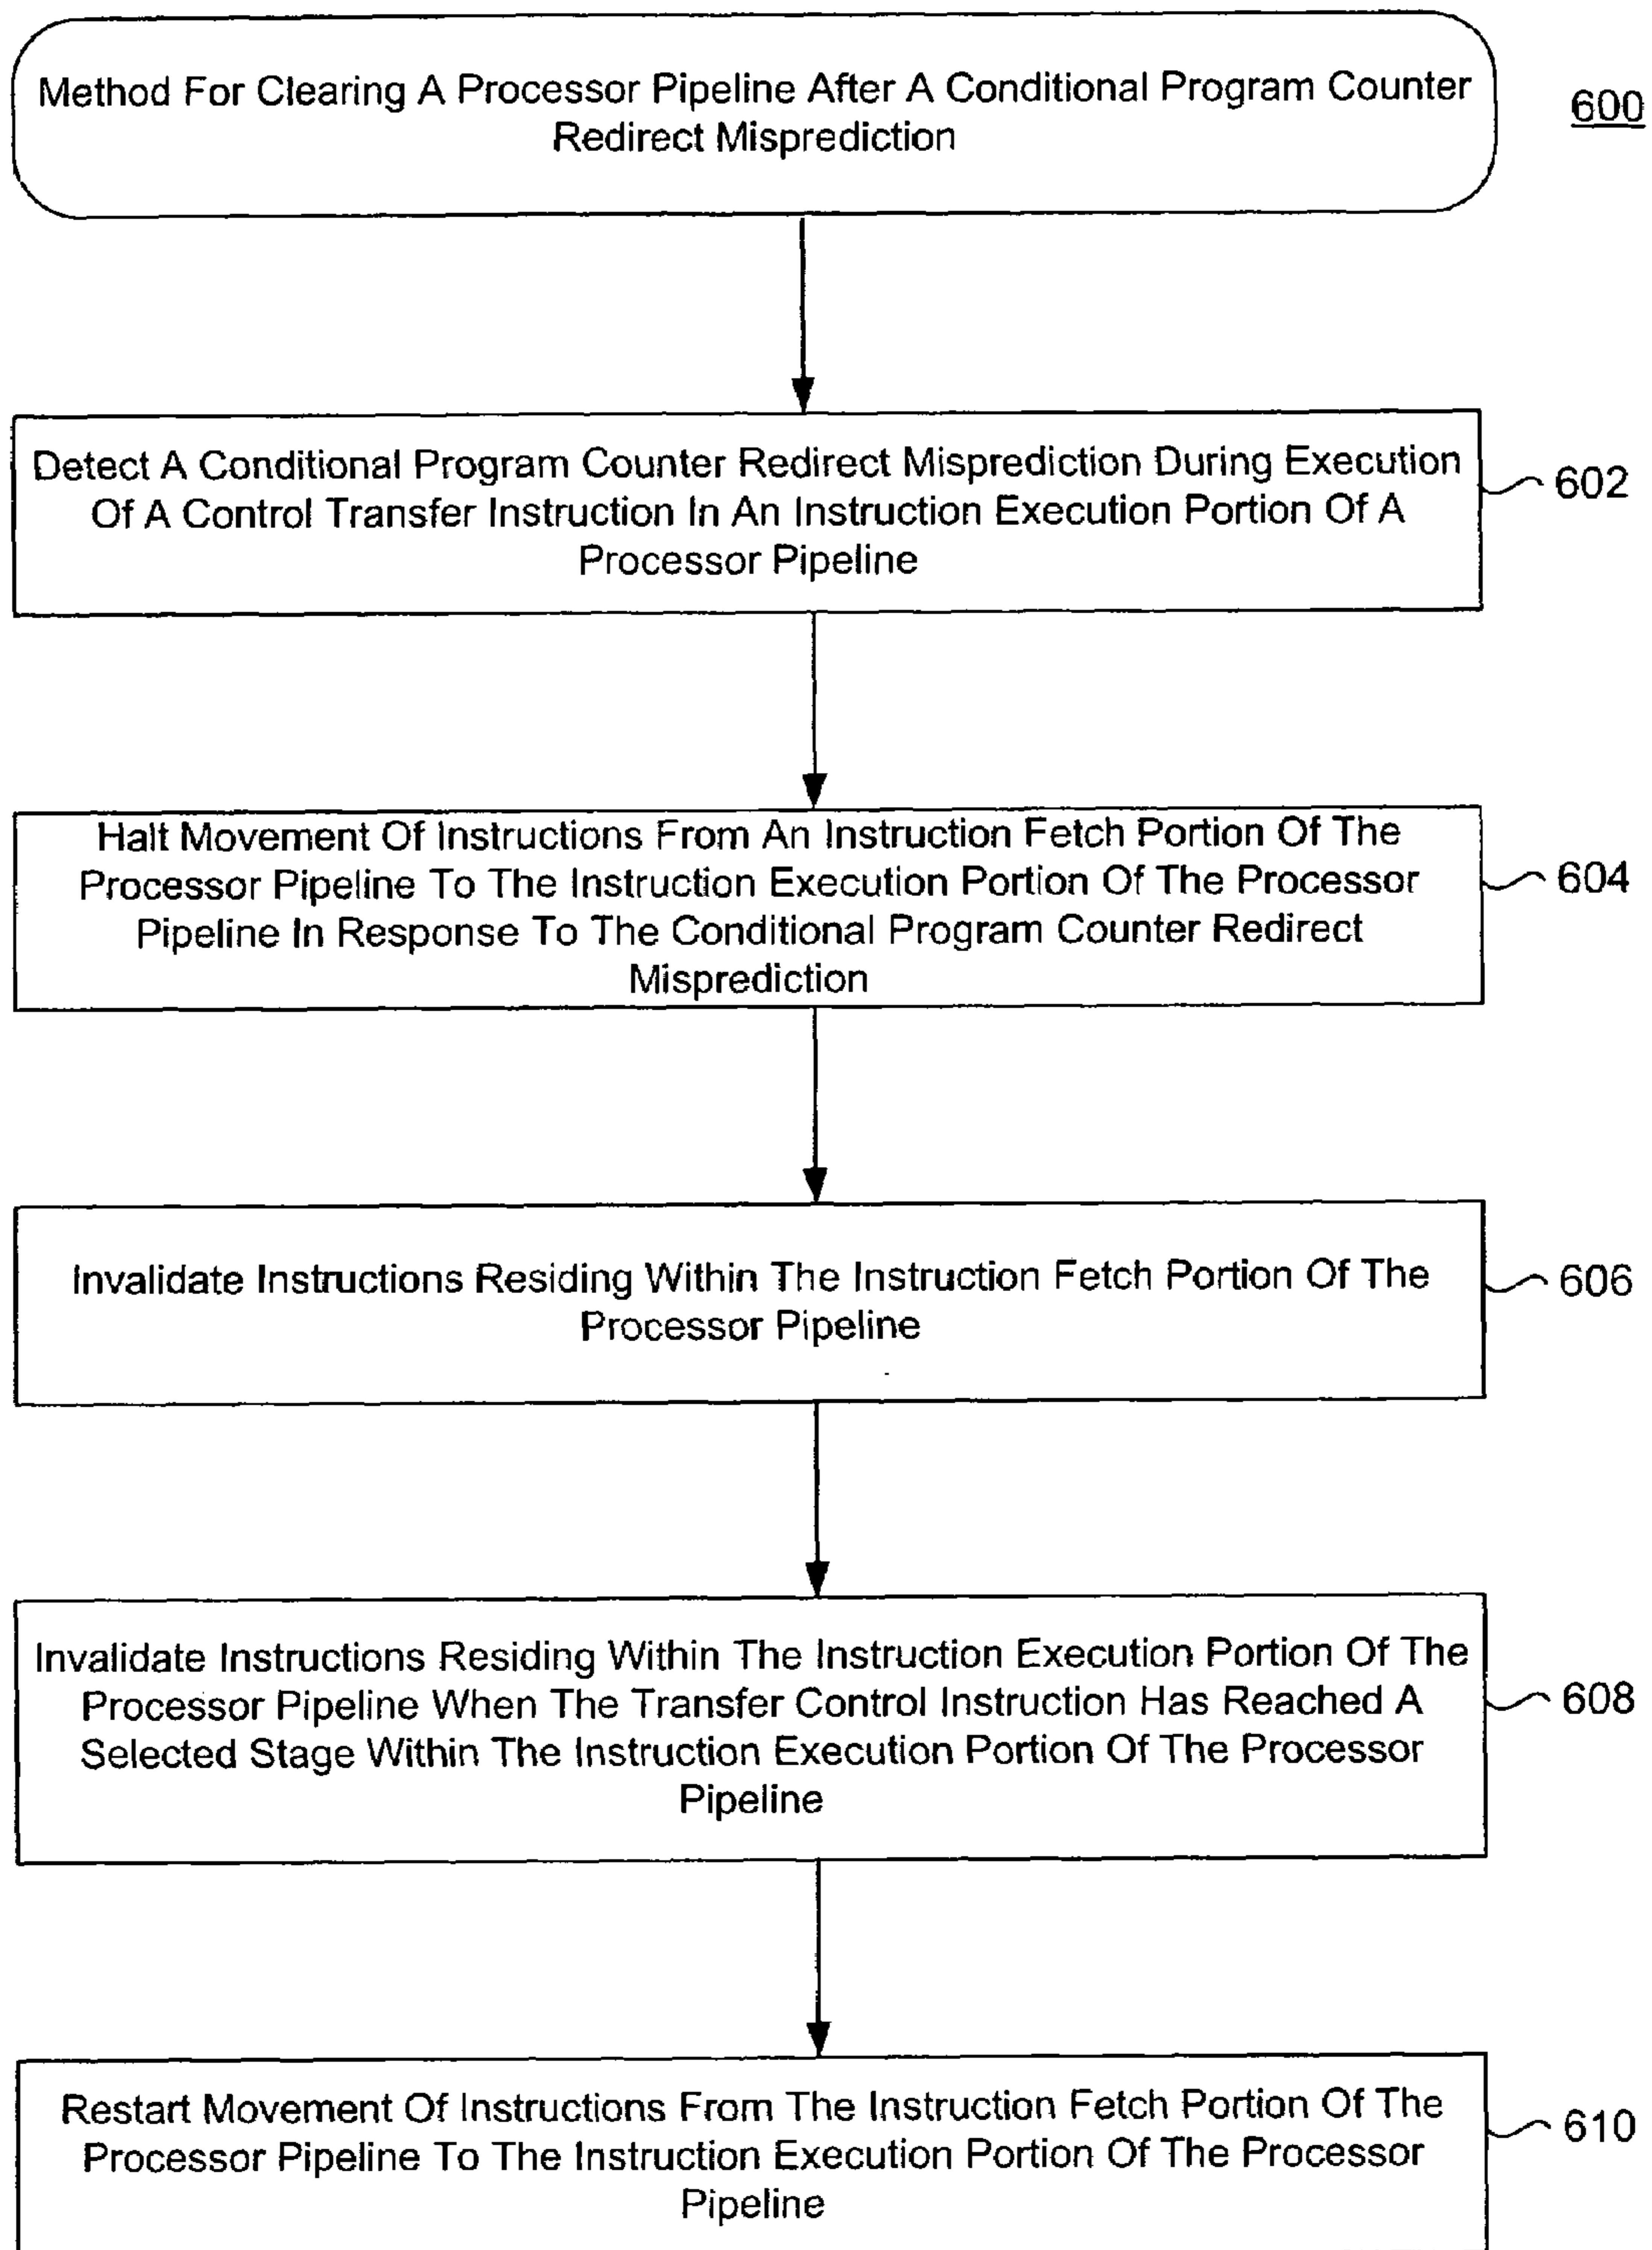 Method For Clearing A Processor Pipeline After A Conditional Program Counter
Redirect Misprediction
600
Detect A Conditional Program Counter Redirect Misprediction During Execution
Of A Control Transfer Instruction In An Instruction Execution Portion Of A
Processor Pipeline
602
Halt Movement Of Instructions From An Instruction Fetch Portion Of The
Processor Pipeline To The Instruction Execution Portion Of The Processor
Pipeline In Response To The Conditional Program Counter Redirect
Misprediction
604
Invalidate Instructions Residing Within The Instruction Fetch Portion Of The
Processor Pipeline
606
Invalidate Instructions Residing Within The Instruction Execution Portion Of The
Processor Pipeline When The Transfer Control Instruction Has Reached A
Selected Stage Within The Instruction Execution Portion Of The Processor
Pipeline
608
Restart Movement Of Instructions From The Instruction Fetch Portion Of The
Processor Pipeline To The Instruction Execution Portion Of The Processor
Pipeline
610